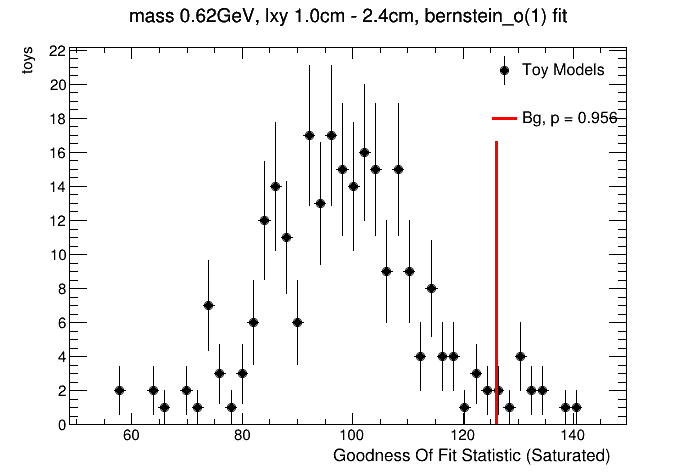 mass 0.62GeV, lxy 1.0cm - 2.4cm, bernstein_o(1) fit
toys
22
20
18
16
14
12
10
8
6
4
2
0
Toy Models
Bg, p = 0.956
60 80 100 120 140
Goodness Of Fit Statistic (Saturated)